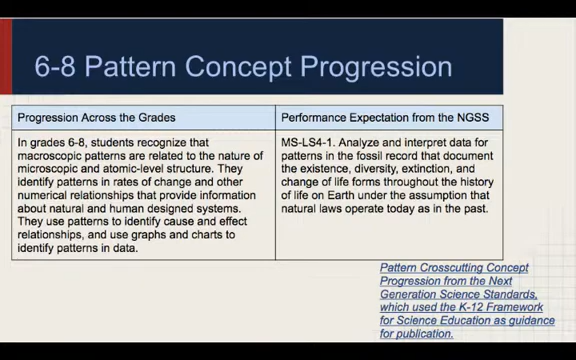 6-8 Pattern Concept Progression
Progression Across the Grades
In grades 6-8, students recognize that
macroscopic patterns are related to the nature of
microscopic and atomic-level structure. They
identify patterns in rates of change and other
numerical relationships that provide information
about natural and human designed systems.
They use patterns to identify cause and effect
relationships, and use graphs and charts to
identify patterns in data.
Performance Expectation from the NGSS
MS-LS4-1. Analyze and interpret data for
patterns in the fossil record that document
the existence, diversity, extinction, and
change of life forms throughout the history
of life on Earth under the assumption that
natural laws operate today as in the past.
Pattern Crosscutting Concept
Progression from the Next
Generation Science Standards,
which used the K-12 Framework
for Science Education as guidance
for publication.